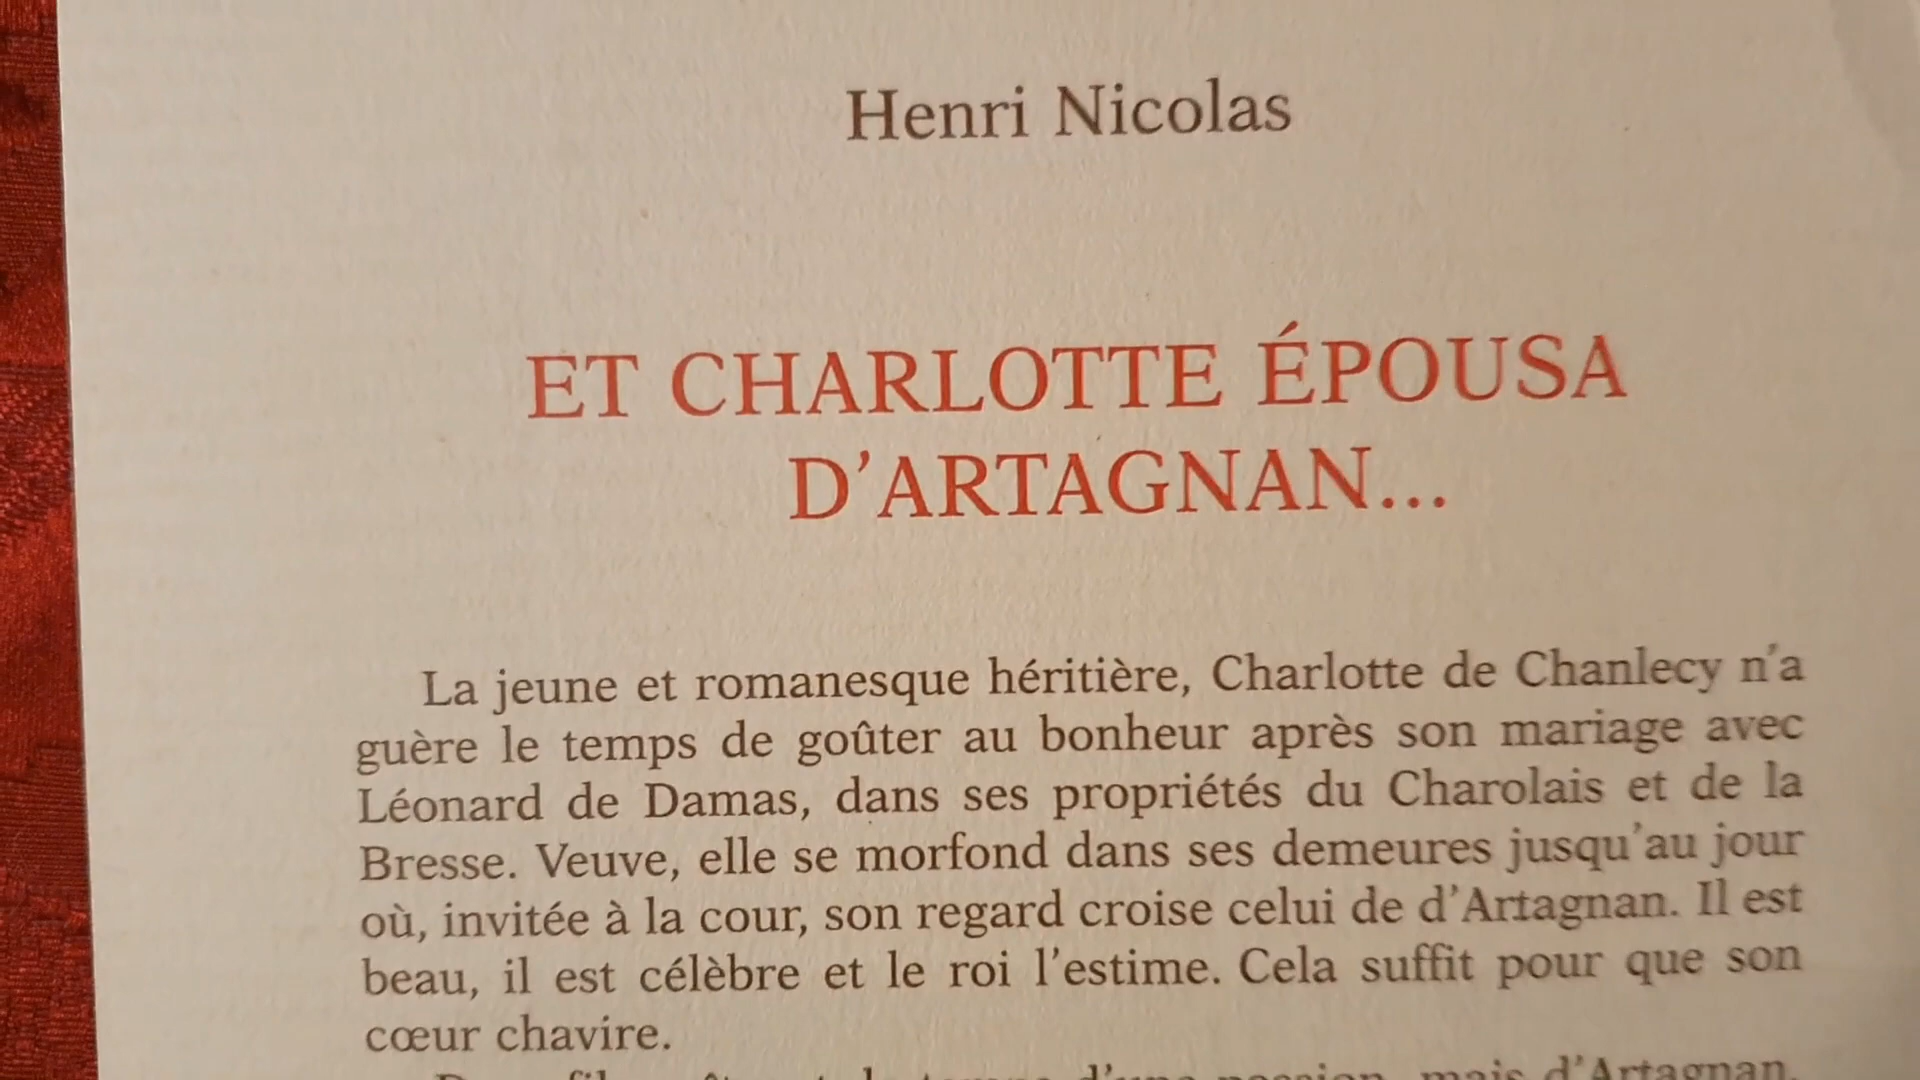 Henri Nicolas
ET CHARLOTTE ÉPOUSA
D'ARTAGNAN...
La jeune et romanesque héritière, Charlotte de Chanlecy n'a
guère le temps de goûter au bonheur après son mariage avec
Léonard de Damas, dans ses propriétés du Charolais et de la
Bresse. Veuve, elle se morfond dans ses demeures jusqu'au jour
où, invitée à la cour, son regard croise celui de d'Artagnan. Il est
beau, il est célèbre et le roi l'estime. Cela suffit pour que son
cœur chavire.
passion, mais d'Artagnan,